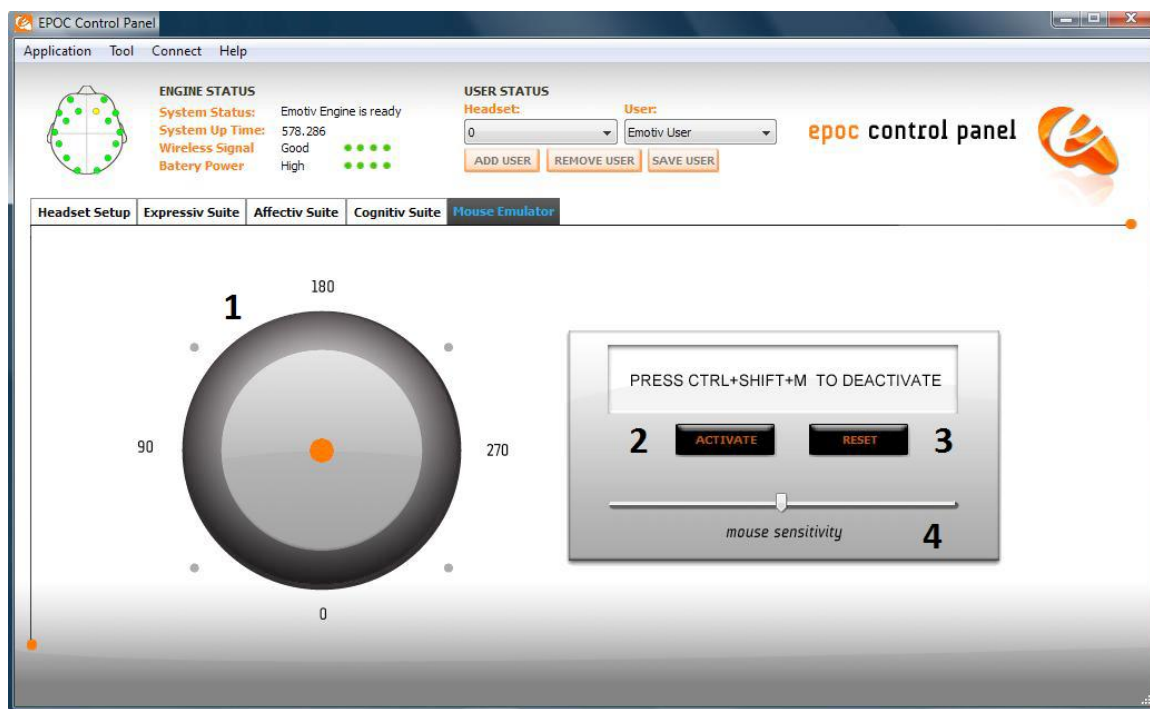 EPOC Control Panel
Application Tool Connect Help
ENGINE STATUS
System Status: Emotiv Engine is ready
System Up Time: 578.286
Wireless Signal Good
Batery Power High
USER STATUS
Headset: User:
0 Emotiv User
ADD USER REMOVE USER SAVE USER
epoc control panel
Headset Setup Expressiv Suite Affectiv Suite Cognitiv Suite Mouse Emulator
1
180
90
270
0
PRESS CTRL+SHIFT+M TO DEACTIVATE
2 ACTIVATE RESET 3
mouse sensitivity 4